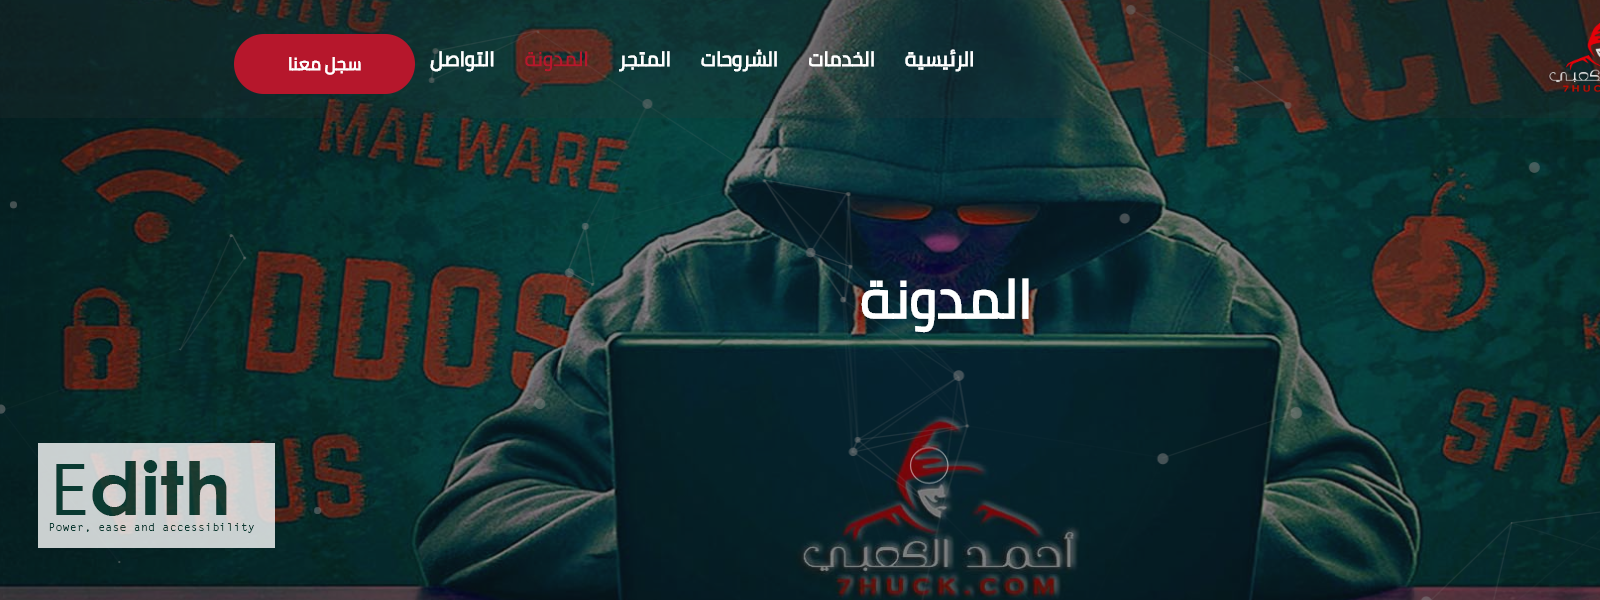 الرئيسية
الخدمات
الشروحات
المتجر
المدونة
التواصل
سجل معنا
HACK
MALWARE
DDOS
المدونة
SPY
Edith
Power, ease and accessibility
أحمد الكعبي
7HUCK.COM